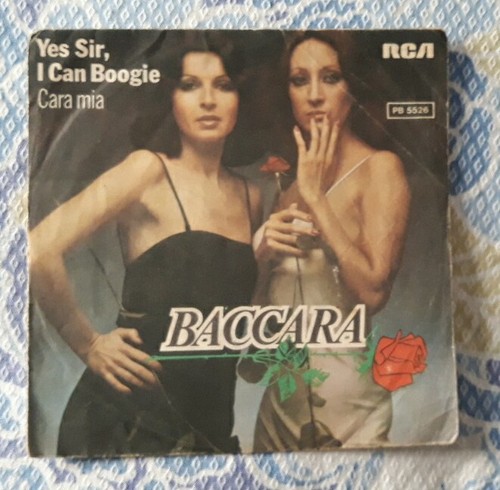 Yes Sir,
I Can Boogie
Cara mia
RCA
PB 5526
BACCARA